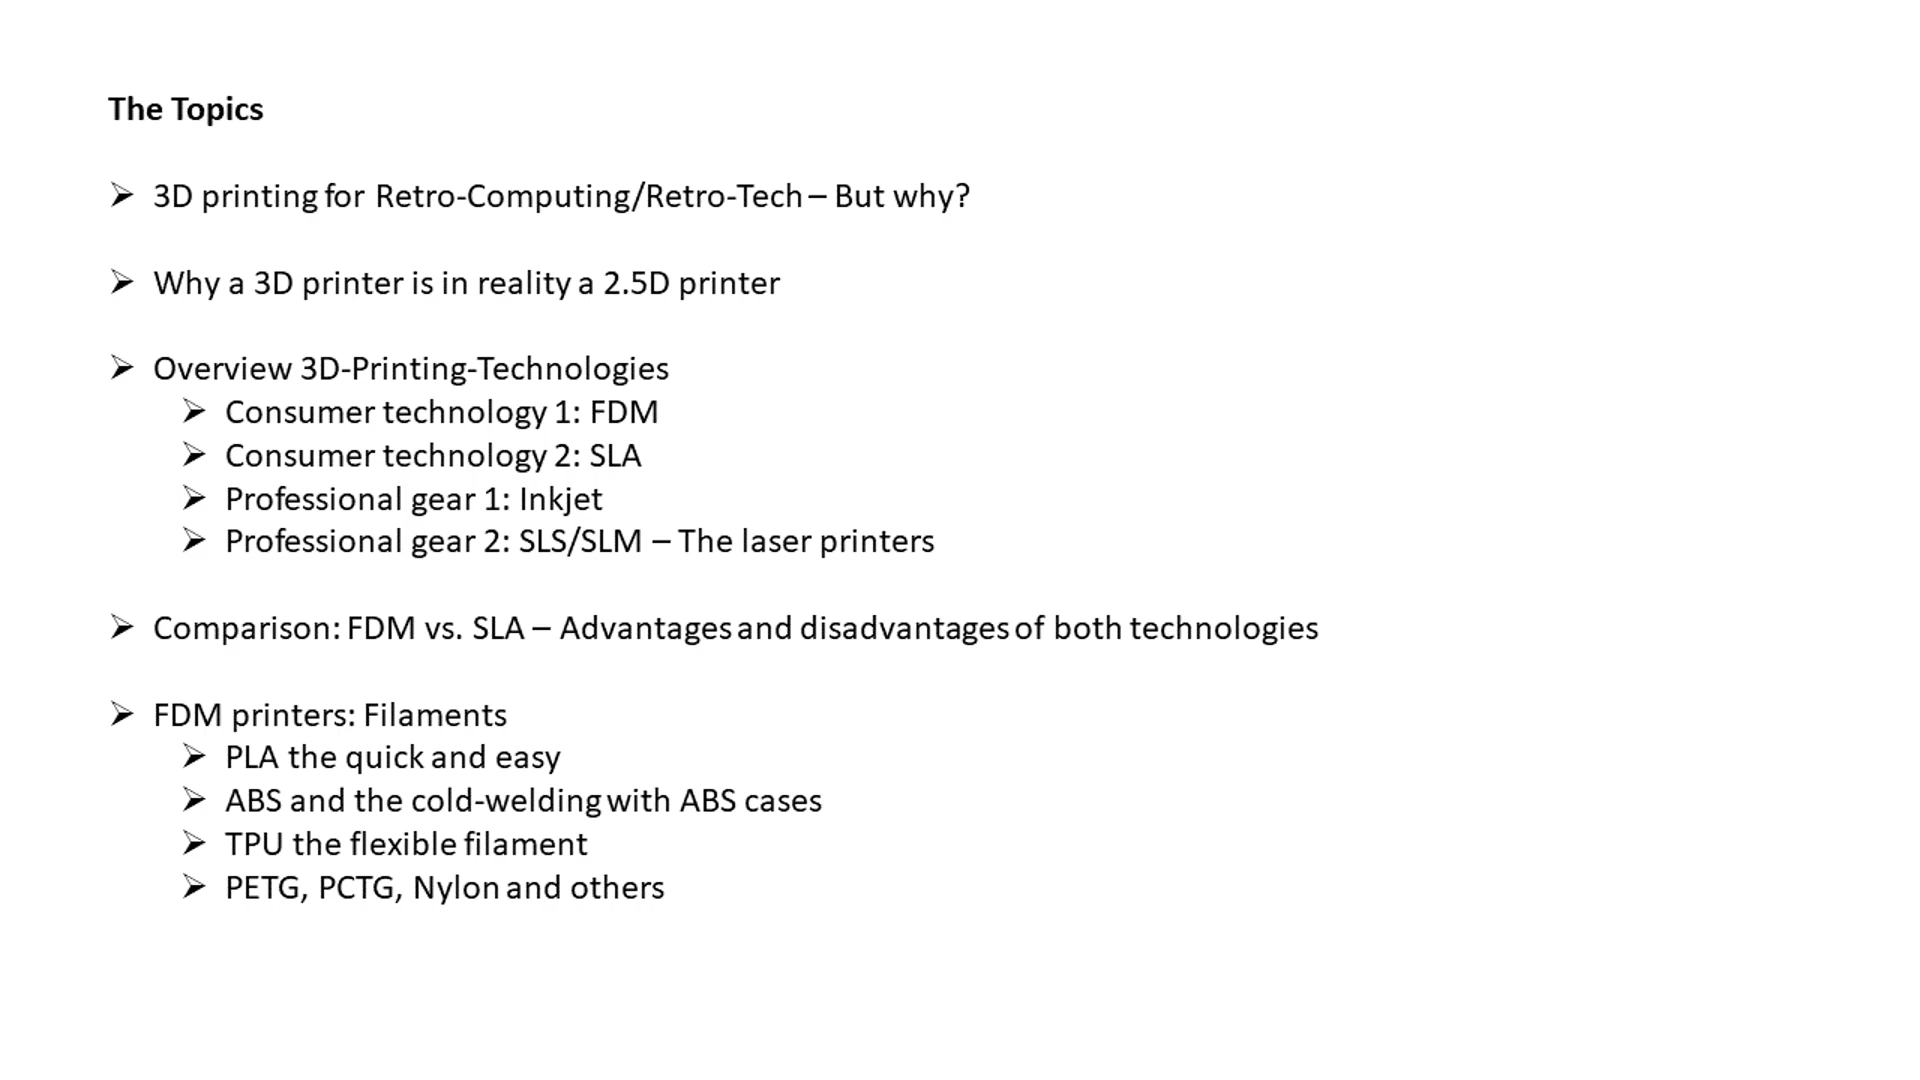 The Topics
3D printing for Retro-Computing/Retro-Tech – But why?
Why a 3D printer is in reality a 2.5D printer
Overview 3D-Printing-Technologies
Consumer technology 1: FDM
Consumer technology 2: SLA
Professional gear 1: Inkjet
Professional gear 2: SLS/SLM – The laser printers
Comparison: FDM vs. SLA – Advantages and disadvantages of both technologies
FDM printers: Filaments
PLA the quick and easy
ABS and the cold-welding with ABS cases
TPU the flexible filament
PETG, PCTG, Nylon and others